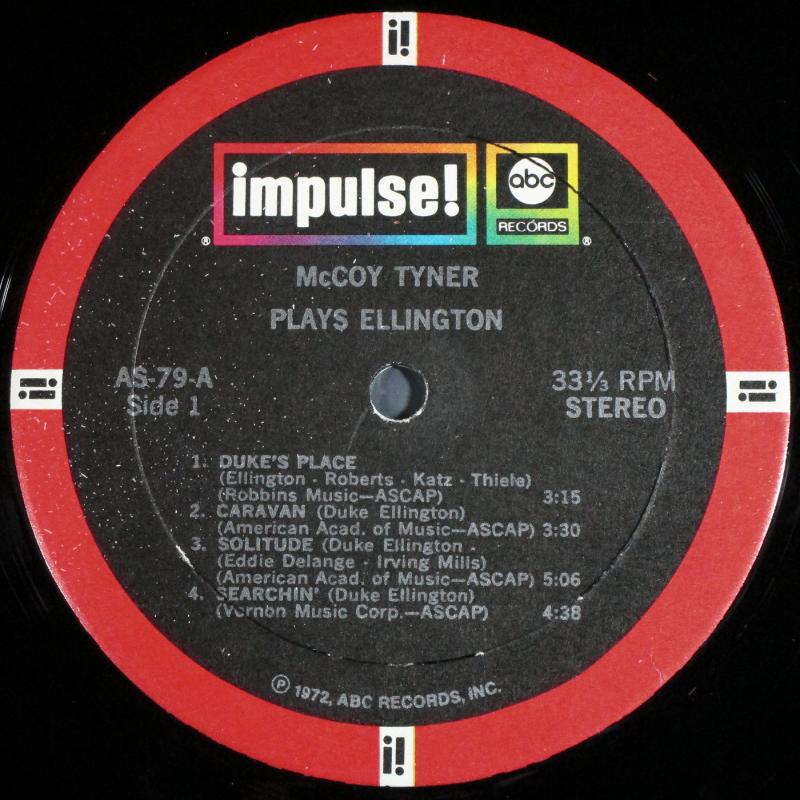 i!
impulse!
abc
RECORDS
® ®
McCOY TYNER
PLAYS ELLINGTON
AS-79-A
Side 1
33⅓ RPM
STEREO
1. DUKE'S PLACE
(Ellington - Roberts - Katz - Thiele)
(Robbins Music—ASCAP) 3:15
2. CARAVAN (Duke Ellington)
(American Acad. of Music—ASCAP) 3:30
3. SOLITUDE (Duke Ellington -
(Eddie Delange - Irving Mills)
(American Acad. of Music—ASCAP) 5:06
4. SEARCHIN' (Duke Ellington)
(Vernon Music Corp.—ASCAP) 4:38
℗ 1972, ABC RECORDS, INC.
i!
i!
i!